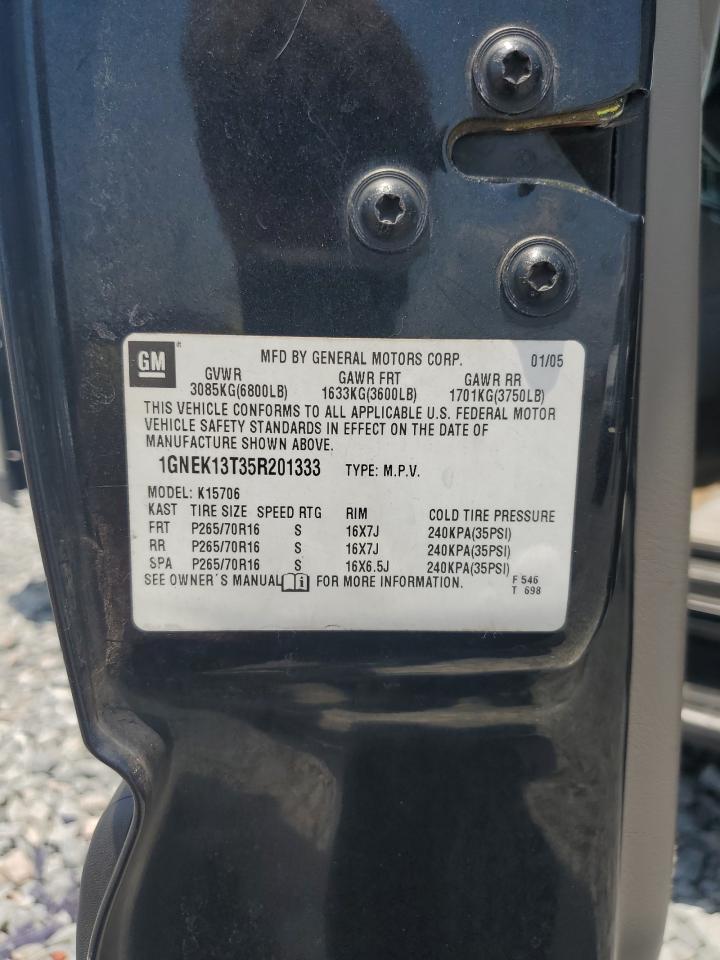 GM MFD BY GENERAL MOTORS CORP. 01/05
GVWR GAWR FRT GAWR RR
3085KG(6800LB) 1633KG(3600LB) 1701KG(3750LB)
THIS VEHICLE CONFORMS TO ALL APPLICABLE U.S. FEDERAL MOTOR
VEHICLE SAFETY STANDARDS IN EFFECT ON THE DATE OF
MANUFACTURE SHOWN ABOVE.
1GNEK13T35R201333 TYPE: M.P.V.
MODEL: K15706
KAST TIRE SIZE SPEED RTG RIM COLD TIRE PRESSURE
FRT P265/70R16 S 16X7J 240KPA(35PSI)
RR P265/70R16 S 16X7J 240KPA(35PSI)
SPA P265/70R16 S 16X6.5J 240KPA(35PSI)
SEE OWNER'S MANUAL i FOR MORE INFORMATION. F 546
T 698